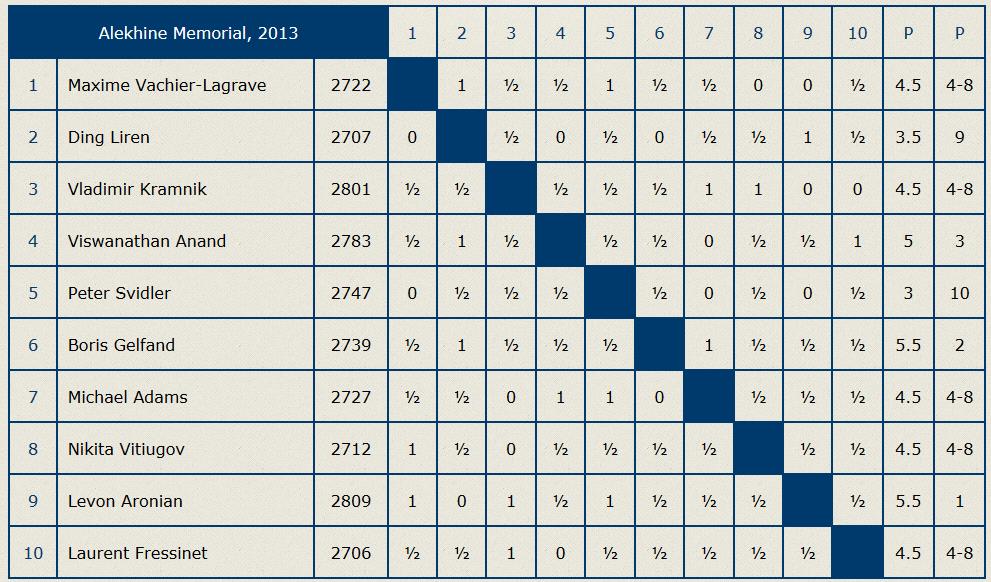 Alekhine Memorial, 2013 1 2 3 4 5 6 7 8 9 10 P P
1 Maxime Vachier-Lagrave 2722 1 ½ ½ 1 ½ ½ 0 0 ½ 4.5 4-8
2 Ding Liren 2707 0 ½ 0 ½ 0 ½ ½ 1 ½ 3.5 9
3 Vladimir Kramnik 2801 ½ ½ ½ ½ ½ 1 1 0 0 4.5 4-8
4 Viswanathan Anand 2783 ½ 1 ½ ½ ½ 0 ½ ½ 1 5 3
5 Peter Svidler 2747 0 ½ ½ ½ ½ 0 ½ 0 ½ 3 10
6 Boris Gelfand 2739 ½ 1 ½ ½ ½ 1 ½ ½ ½ 5.5 2
7 Michael Adams 2727 ½ ½ 0 1 1 0 ½ ½ ½ 4.5 4-8
8 Nikita Vitiugov 2712 1 ½ 0 ½ ½ ½ ½ ½ ½ 4.5 4-8
9 Levon Aronian 2809 1 0 1 ½ 1 ½ ½ ½ ½ 5.5 1
10 Laurent Fressinet 2706 ½ ½ 1 0 ½ ½ ½ ½ ½ 4.5 4-8